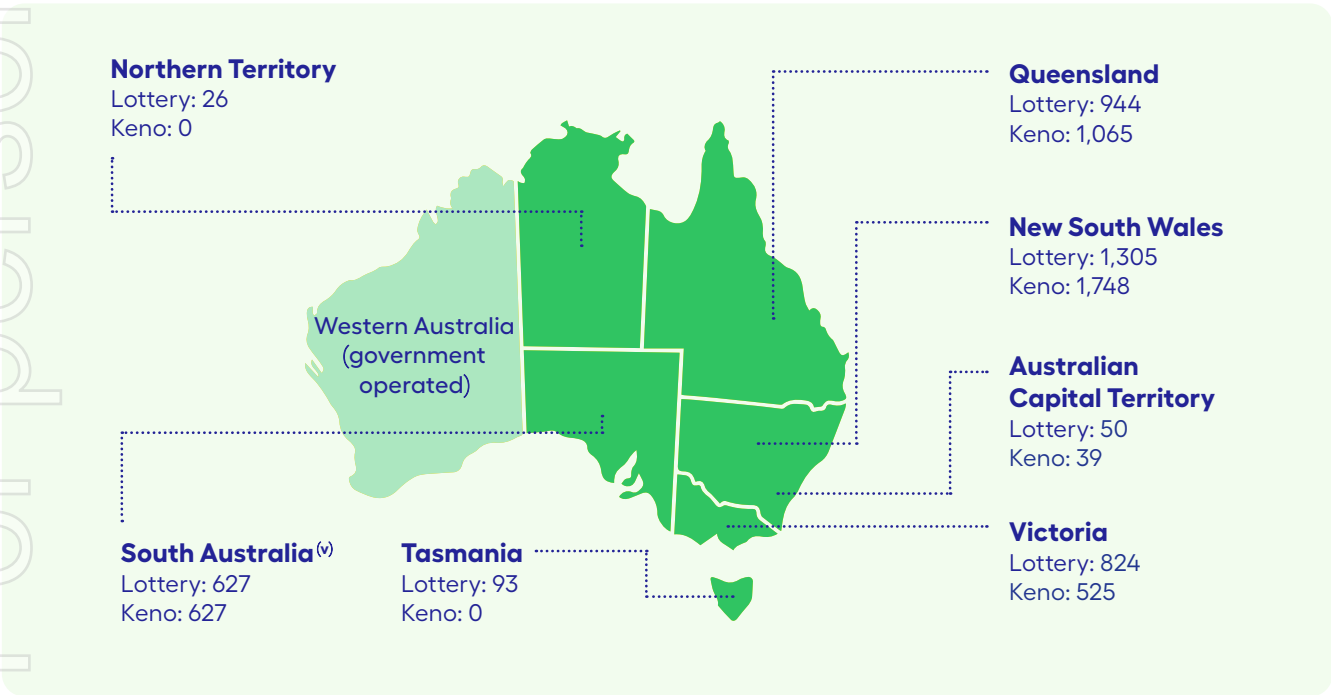 Northern Territory
Lottery: 26
Keno: 0
Queensland
Lottery: 944
Keno: 1,065
New South Wales
Lottery: 1,305
Keno: 1,748
Western Australia
(government
operated)
Australian
Capital Territory
Lottery: 50
Keno: 39
South Australia(v)
Lottery: 627
Keno: 627
Tasmania
Lottery: 93
Keno: 0
Victoria
Lottery: 824
Keno: 525